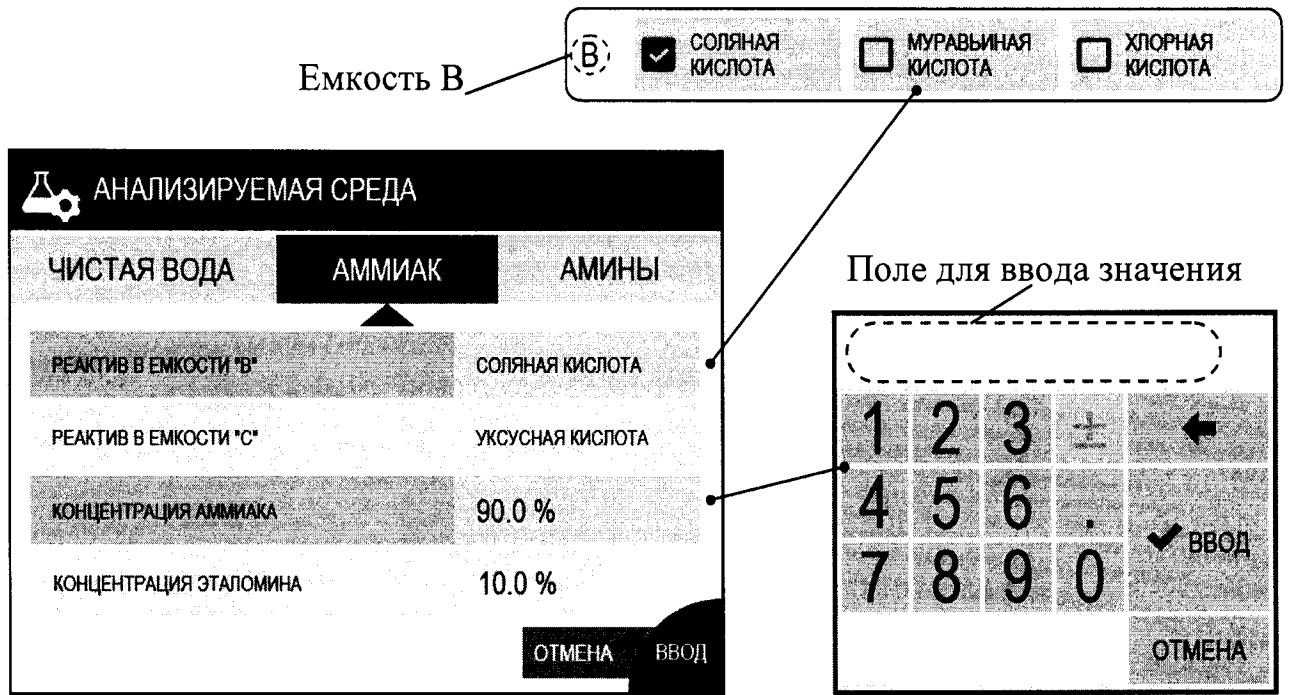 B
СОЛЯНАЯ
КИСЛОТА
МУРАВЬИНАЯ
КИСЛОТА
ХЛОРНАЯ
КИСЛОТА
Емкость В
АНАЛИЗИРУЕМАЯ СРЕДА
ЧИСТАЯ ВОДА АММИАК АМИНЫ
РЕАКТИВ В ЕМКОСТИ "В" СОЛЯНАЯ КИСЛОТА
РЕАКТИВ В ЕМКОСТИ "С" УКСУСНАЯ КИСЛОТА
КОНЦЕНТРАЦИЯ АММИАКА 90.0 %
КОНЦЕНТРАЦИЯ ЭТАЛОМИНА 10.0 %
ОТМЕНА ВВОД
Поле для ввода значения
1 2 3 ±
4 5 6 .
ВВОД
7 8 9 0
ОТМЕНА